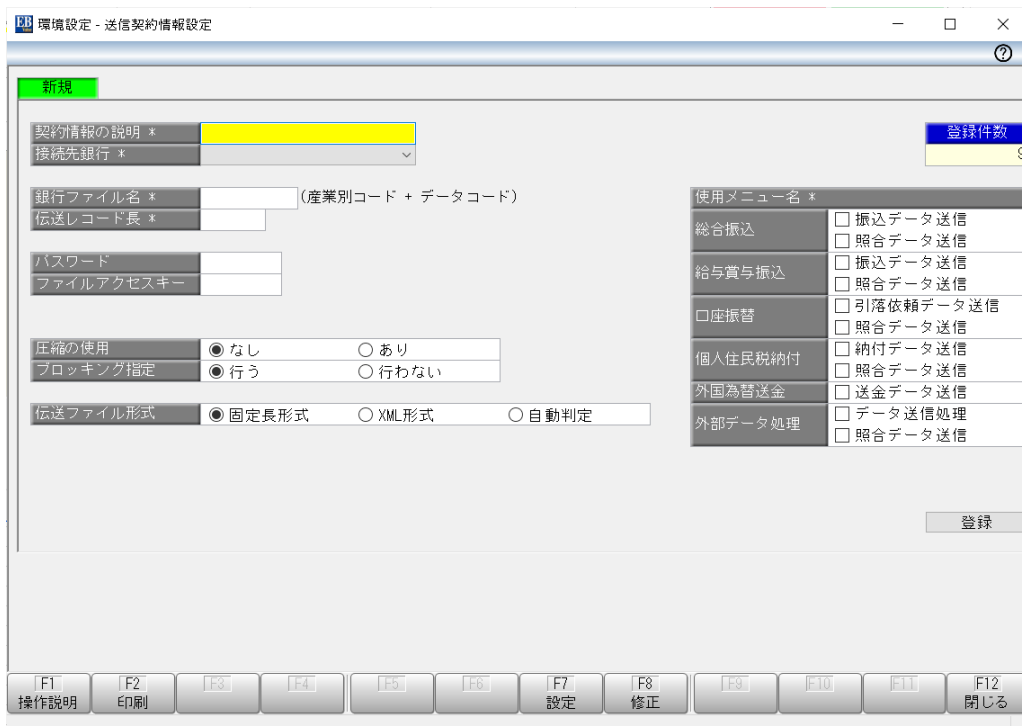 EB 環境設定 - 送信契約情報設定
新規
契約情報の説明 *
接続先銀行 *
登録件数
9
銀行ファイル名 * (産業別コード + データコード)
伝送レコード長 *
パスワード
ファイルアクセスキー
圧縮の使用 なし あり
ブロッキング指定 行う 行わない
伝送ファイル形式 固定長形式 XML形式 自動判定
使用メニュー名 *
総合振込 振込データ送信
照合データ送信
給与賞与振込 振込データ送信
照合データ送信
口座振替 引落依頼データ送信
照合データ送信
個人住民税納付 納付データ送信
照合データ送信
外国為替送金 送金データ送信
外部データ処理 データ送信処理
照合データ送信
登録
F1 F2 F3 F4 F5 F6 F7 F8 F9 F10 F11 F12
操作説明 印刷 設定 修正 閉じる